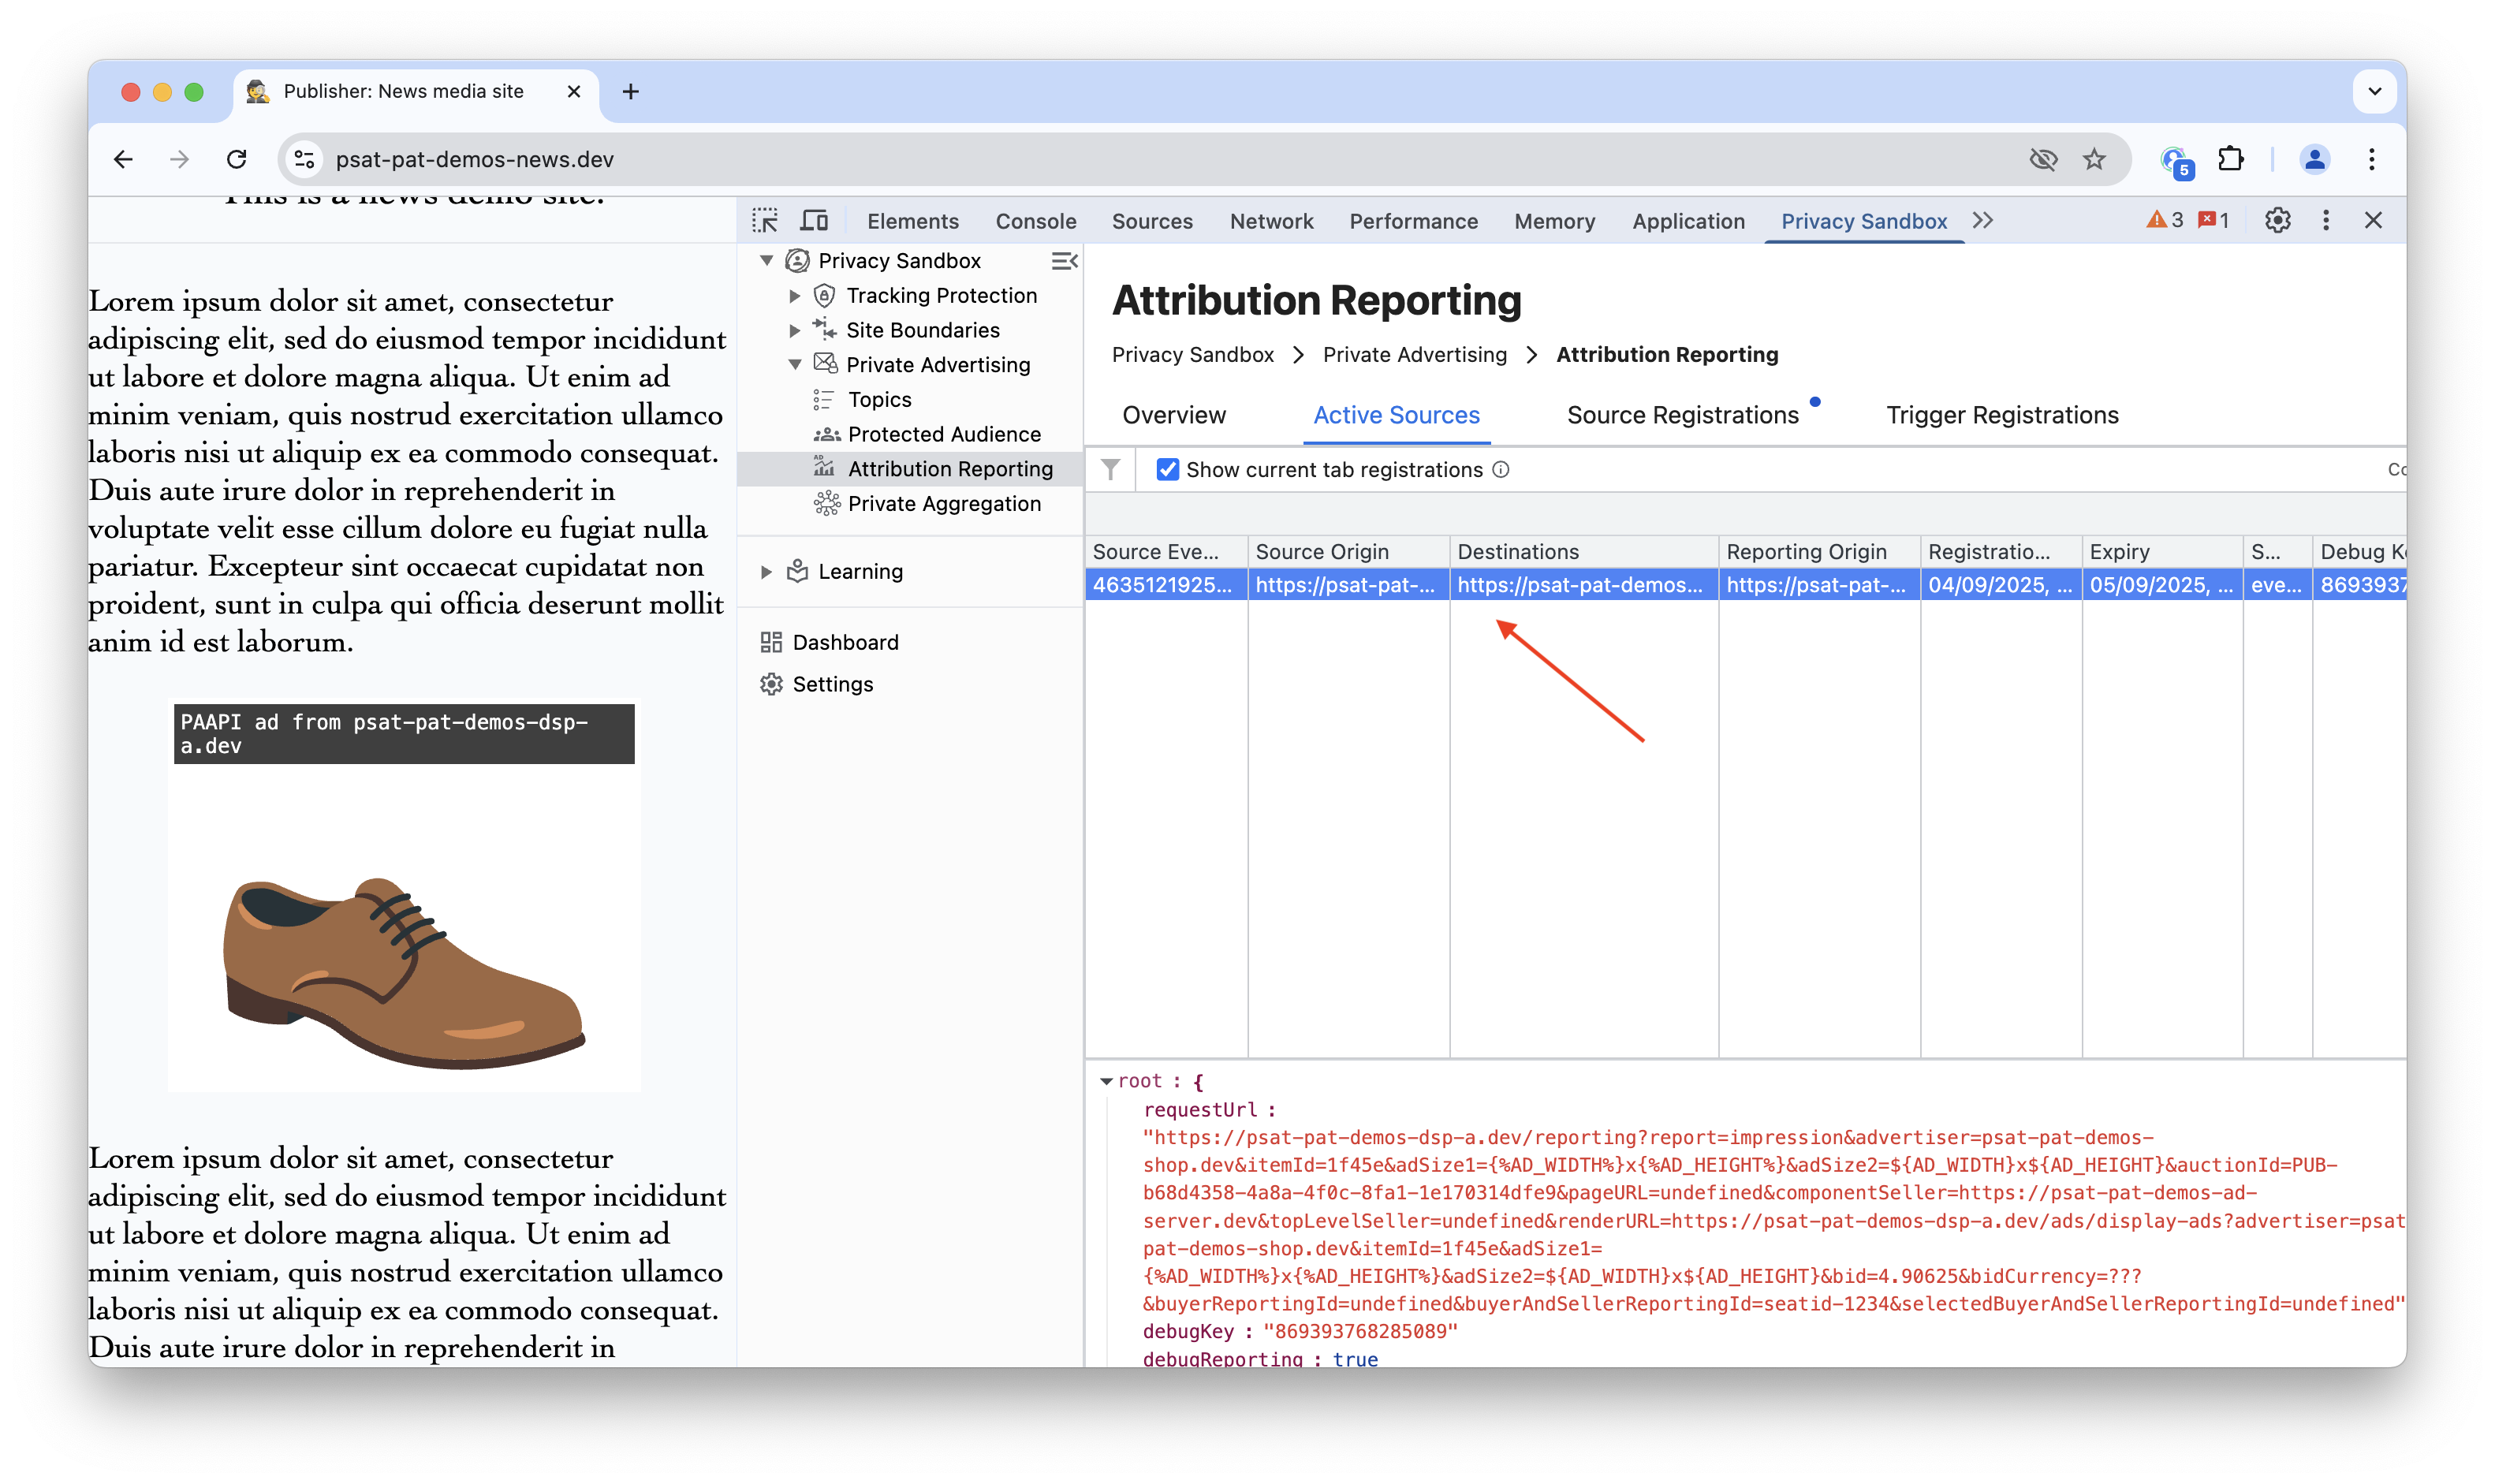 Publisher: News media site
psat-pat-demos-news.dev
5
This is a news demo site.
Lorem ipsum dolor sit amet, consectetur
adipiscing elit, sed do eiusmod tempor incididunt
ut labore et dolore magna aliqua. Ut enim ad
minim veniam, quis nostrud exercitation ullamco
laboris nisi ut aliquip ex ea commodo consequat.
Duis aute irure dolor in reprehenderit in
voluptate velit esse cillum dolore eu fugiat nulla
pariatur. Excepteur sint occaecat cupidatat non
proident, sunt in culpa qui officia deserunt mollit
anim id est laborum.
PAAPI ad from psat-pat-demos-dsp-
a.dev
Lorem ipsum dolor sit amet, consectetur
adipiscing elit, sed do eiusmod tempor incididunt
ut labore et dolore magna aliqua. Ut enim ad
minim veniam, quis nostrud exercitation ullamco
laboris nisi ut aliquip ex ea commodo consequat.
Duis aute irure dolor in reprehenderit in
Elements Console Sources Network Performance Memory Application Privacy Sandbox 3 1
Privacy Sandbox
Tracking Protection
Site Boundaries
Private Advertising
Topics
Protected Audience
AD Attribution Reporting
Private Aggregation
Learning
Dashboard
Settings
Attribution Reporting
Privacy Sandbox > Private Advertising > Attribution Reporting
Overview Active Sources Source Registrations Trigger Registrations
Show current tab registrations Co
Source Eve... Source Origin Destinations Reporting Origin Registratio... Expiry S... Debug K
4635121925... https://psat-pat-... https://psat-pat-demos... https://psat-pat-... 04/09/2025, ... 05/09/2025, ... eve... 8693937
root : {
requestUrl :
"https://psat-pat-demos-dsp-a.dev/reporting?report=impression&advertiser=psat-pat-demos-
shop.dev&itemId=1f45e&adSize1={%AD_WIDTH%}x{%AD_HEIGHT%}&adSize2=${AD_WIDTH}x${AD_HEIGHT}&auctionId=PUB-
b68d4358-4a8a-4f0c-8fa1-1e170314dfe9&pageURL=undefined&componentSeller=https://psat-pat-demos-ad-
server.dev&topLevelSeller=undefined&renderURL=https://psat-pat-demos-dsp-a.dev/ads/display-ads?advertiser=psat
pat-demos-shop.dev&itemId=1f45e&adSize1=
{%AD_WIDTH%}x{%AD_HEIGHT%}&adSize2=${AD_WIDTH}x${AD_HEIGHT}&bid=4.90625&bidCurrency=???
&buyerReportingId=undefined&buyerAndSellerReportingId=seatid-1234&selectedBuyerAndSellerReportingId=undefined"
debugKey : "869393768285089"
debugReporting : true